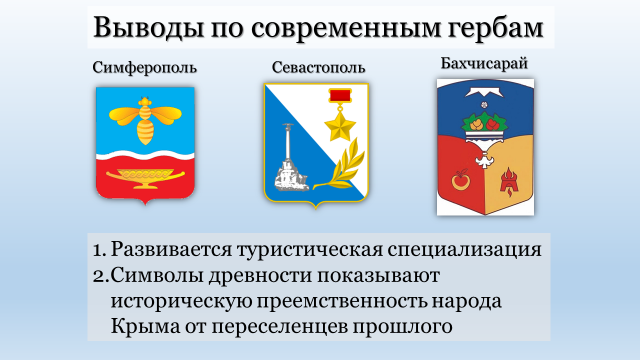 Выводы по современным гербам
Симферополь
Севастополь
Бахчисарай
1. Развивается туристическая специализация
2.Символы древности показывают
историческую преемственность народа
Крыма от переселенцев прошлого